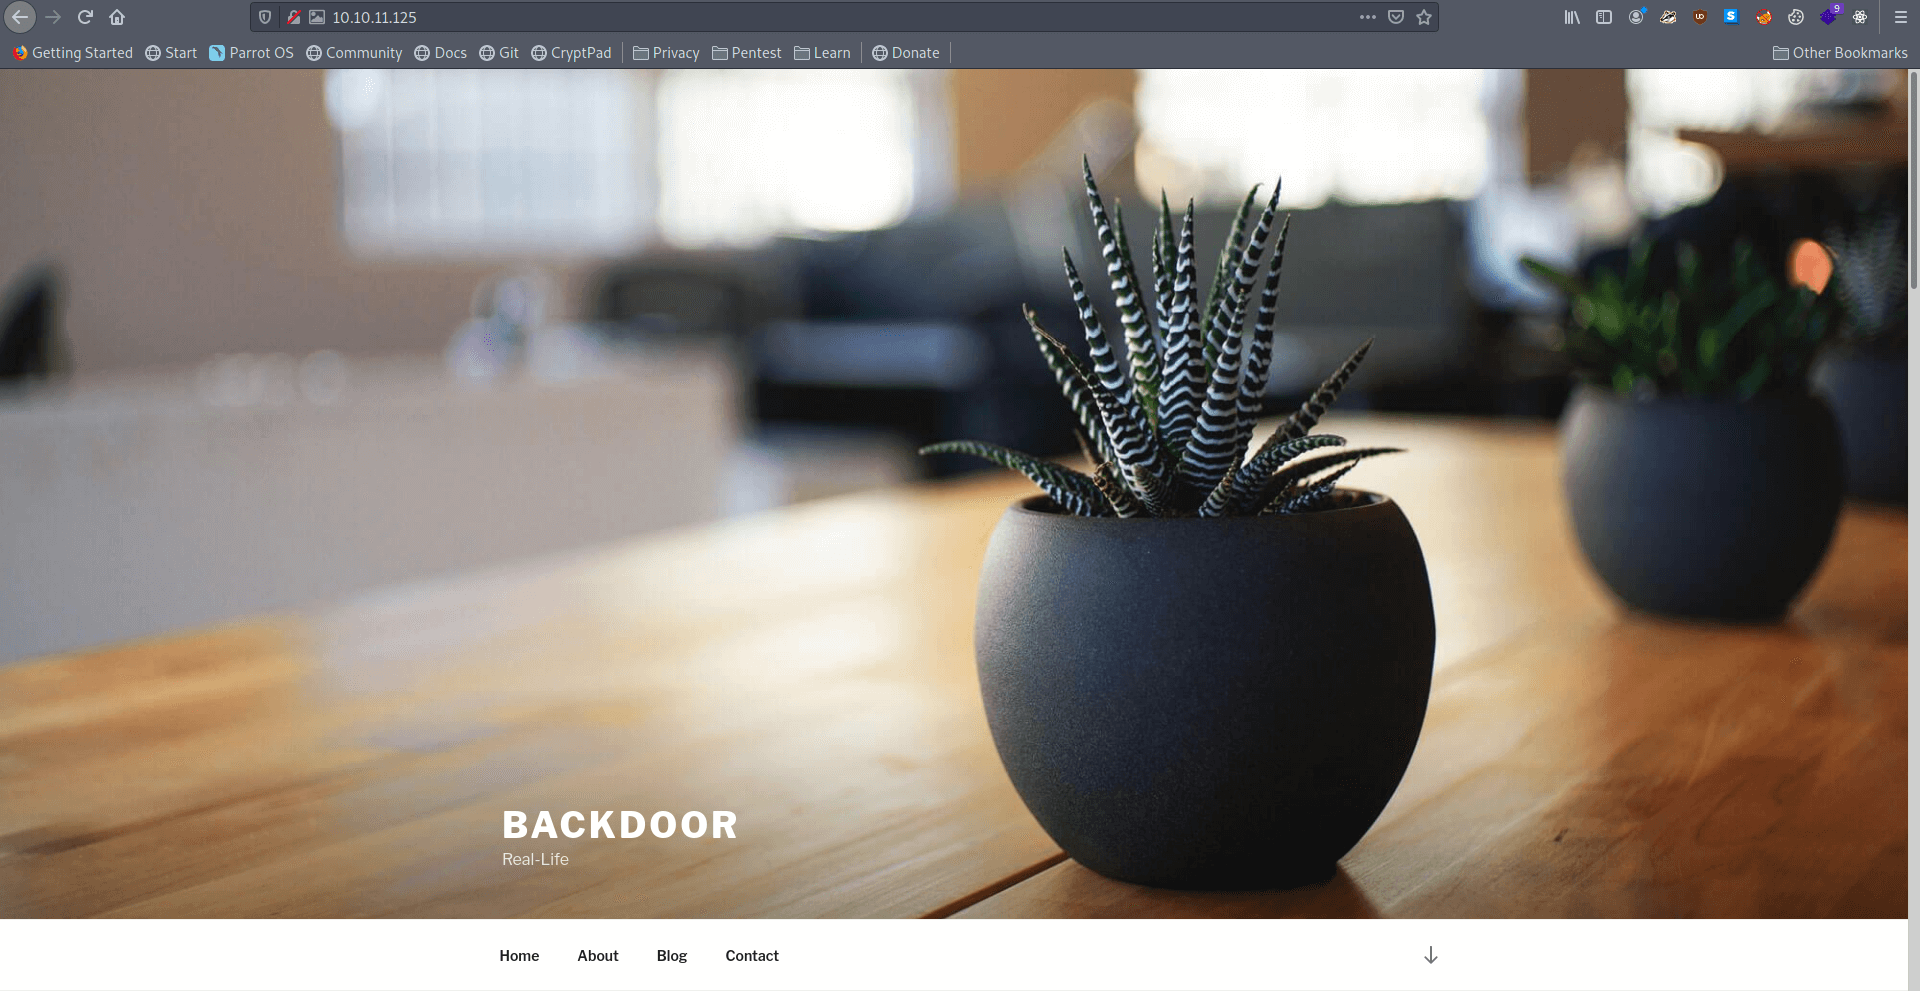 10.10.11.125
9
Getting Started Start Parrot OS Community Docs Git CryptPad Privacy Pentest Learn Donate Other Bookmarks
BACKDOOR
Real-Life
Home About Blog Contact